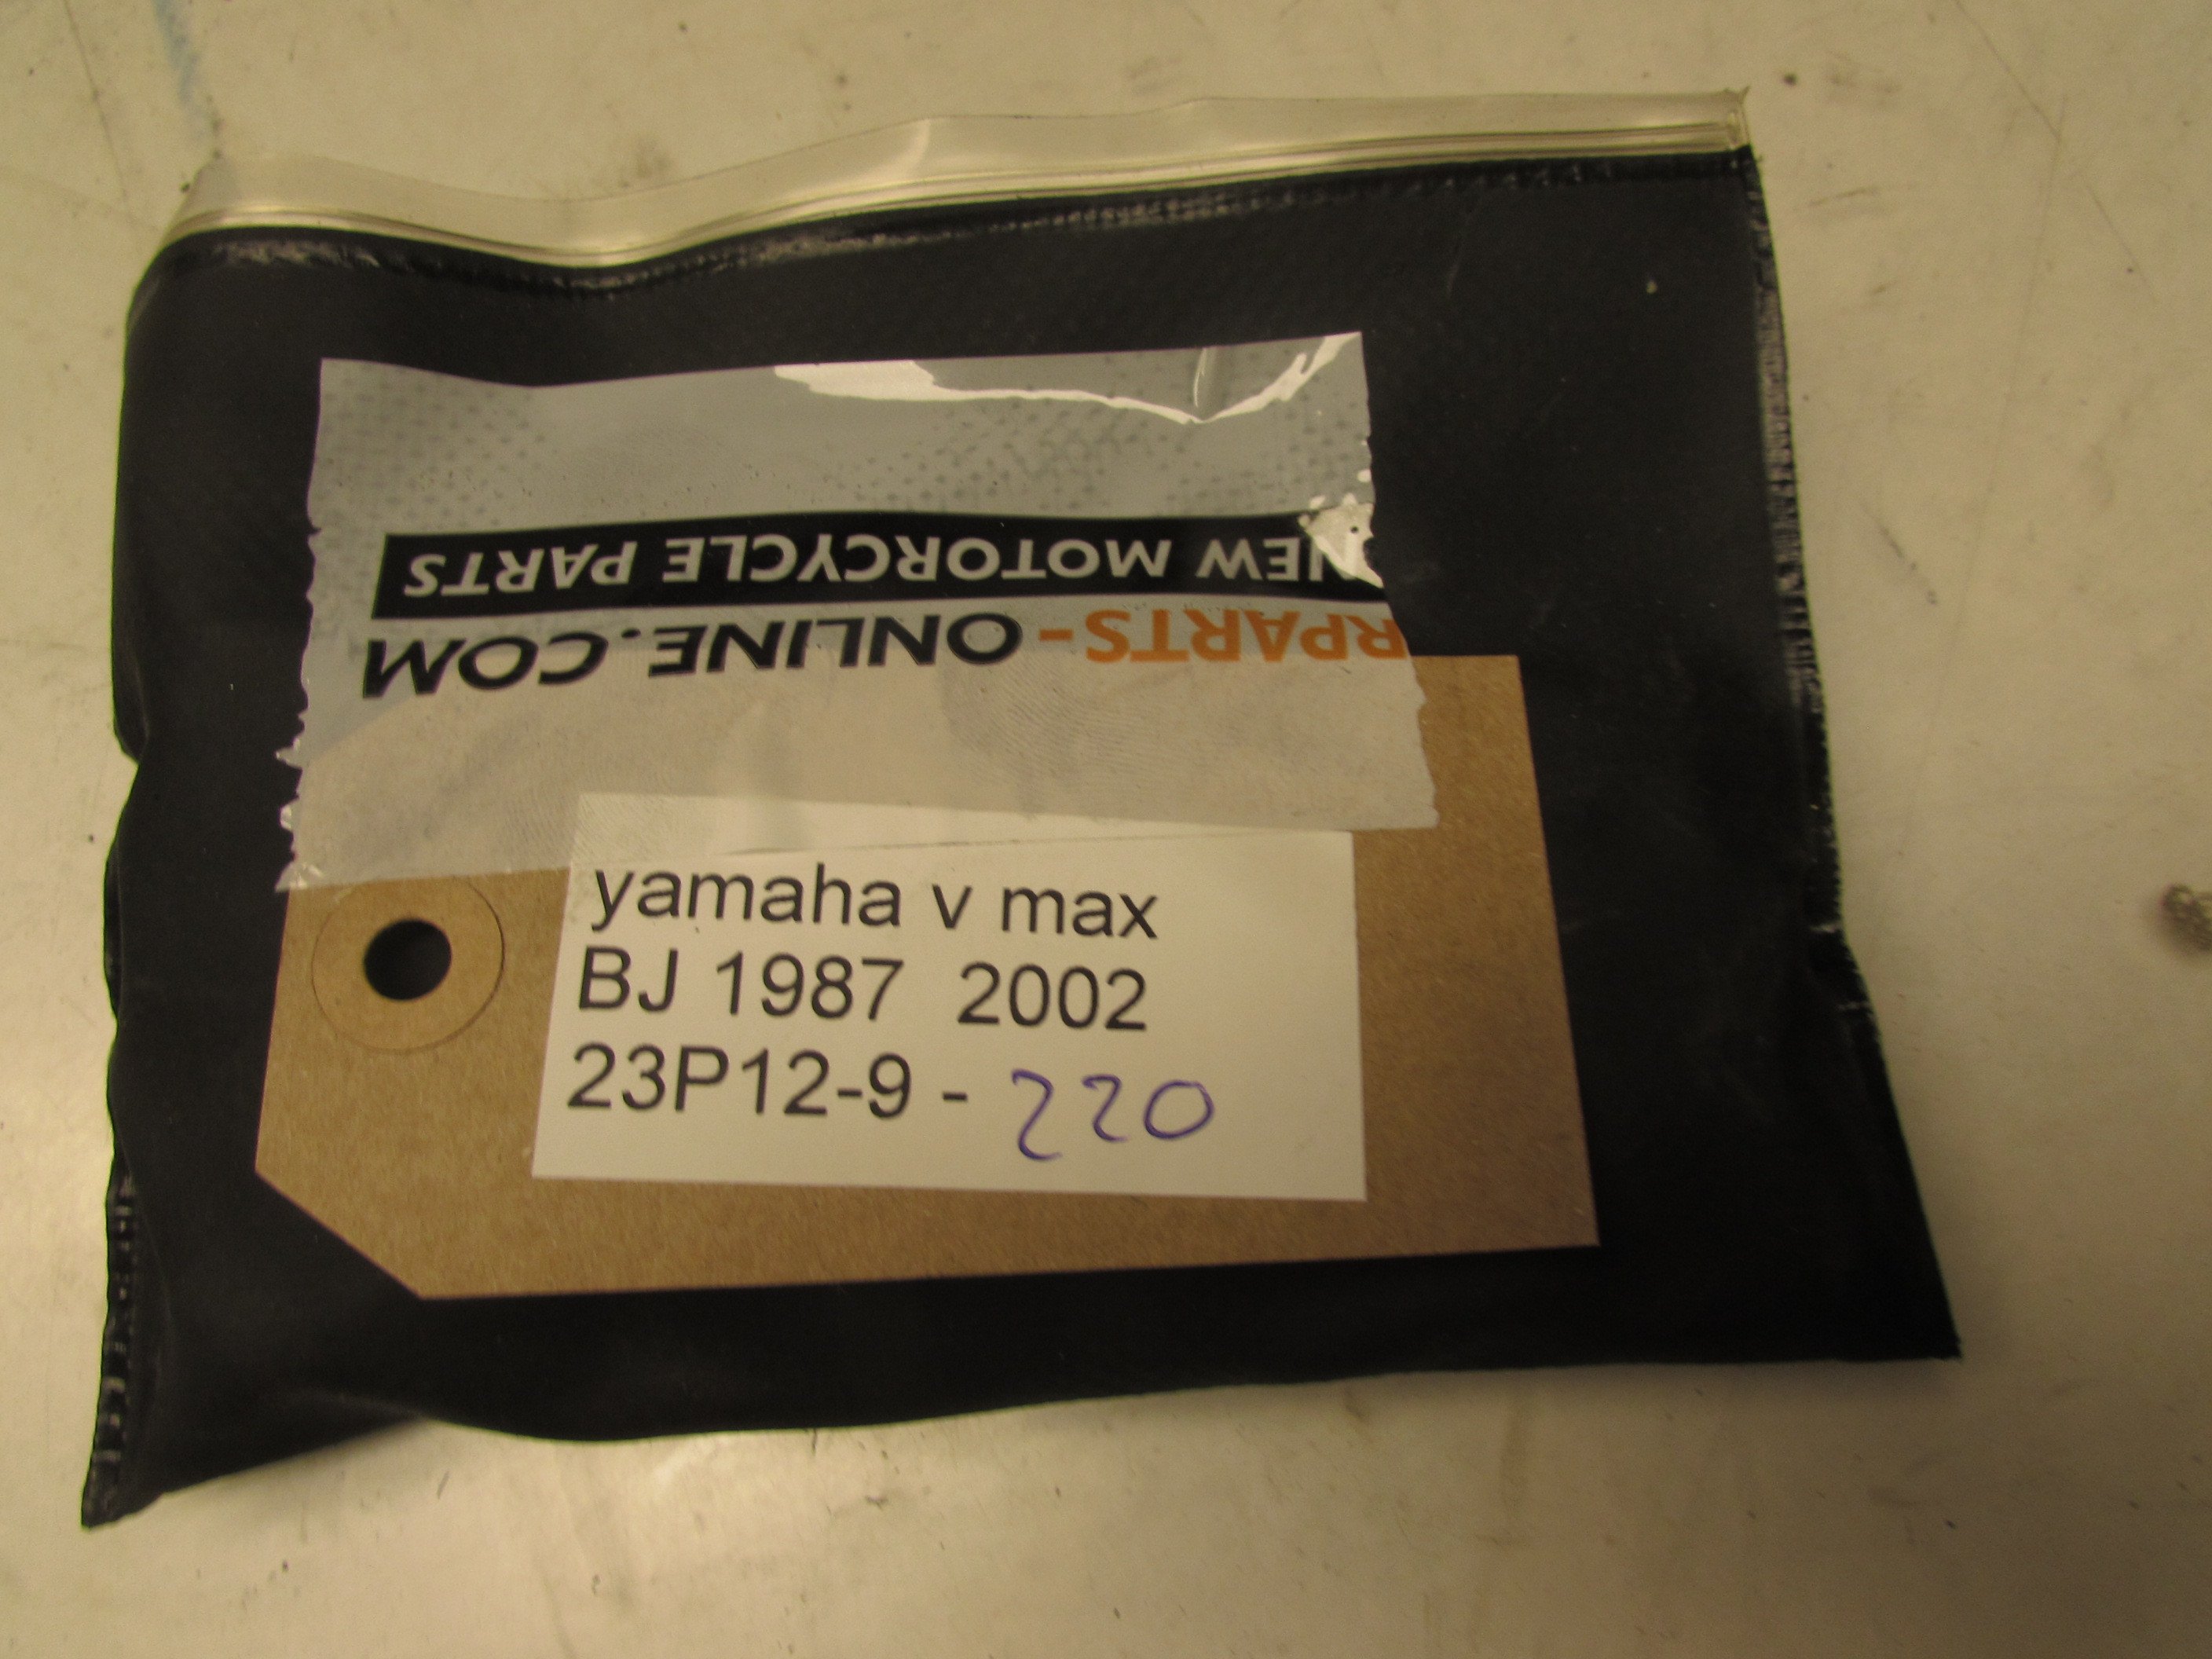 NEW MOTORCYCLE PARTS
RPARTS-ONLINE.COM
yamaha v max
BJ 1987 2002
23P12-9 - 220